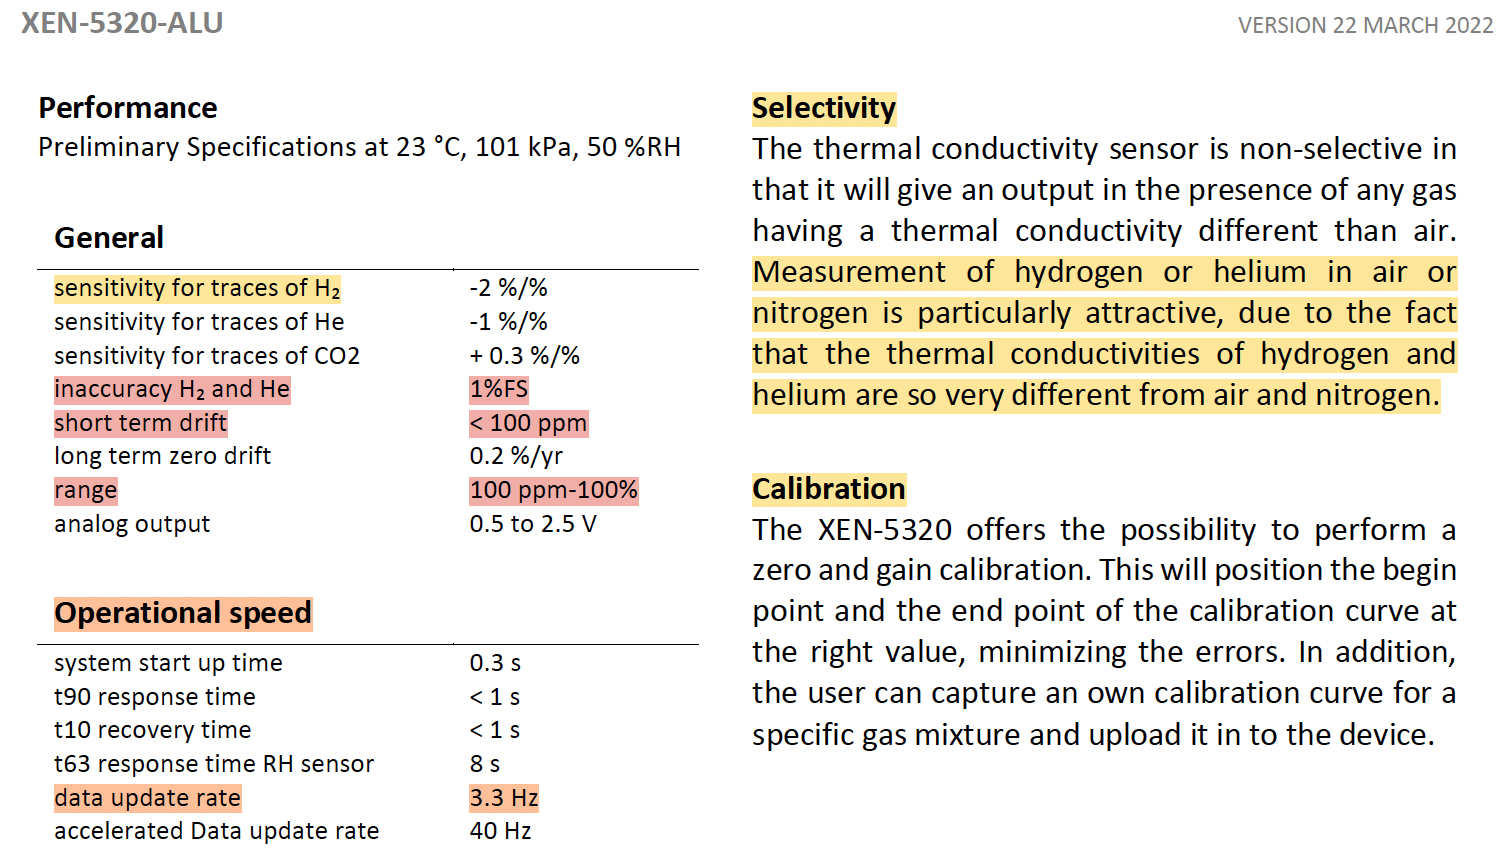 XEN-5320-ALU
VERSION 22 MARCH 2022
Performance
Preliminary Specifications at 23 °C, 101 kPa, 50 %RH
General
sensitivity for traces of H₂ -2 %/%
sensitivity for traces of He -1 %/%
sensitivity for traces of CO2 + 0.3 %/%
inaccuracy H₂ and He 1%FS
short term drift < 100 ppm
long term zero drift 0.2 %/yr
range 100 ppm-100%
analog output 0.5 to 2.5 V
Operational speed
system start up time 0.3 s
t90 response time < 1 s
t10 recovery time < 1 s
t63 response time RH sensor 8 s
data update rate 3.3 Hz
accelerated Data update rate 40 Hz
Selectivity
The thermal conductivity sensor is non-selective in
that it will give an output in the presence of any gas
having a thermal conductivity different than air.
Measurement of hydrogen or helium in air or
nitrogen is particularly attractive, due to the fact
that the thermal conductivities of hydrogen and
helium are so very different from air and nitrogen.
Calibration
The XEN-5320 offers the possibility to perform a
zero and gain calibration. This will position the begin
point and the end point of the calibration curve at
the right value, minimizing the errors. In addition,
the user can capture an own calibration curve for a
specific gas mixture and upload it in to the device.